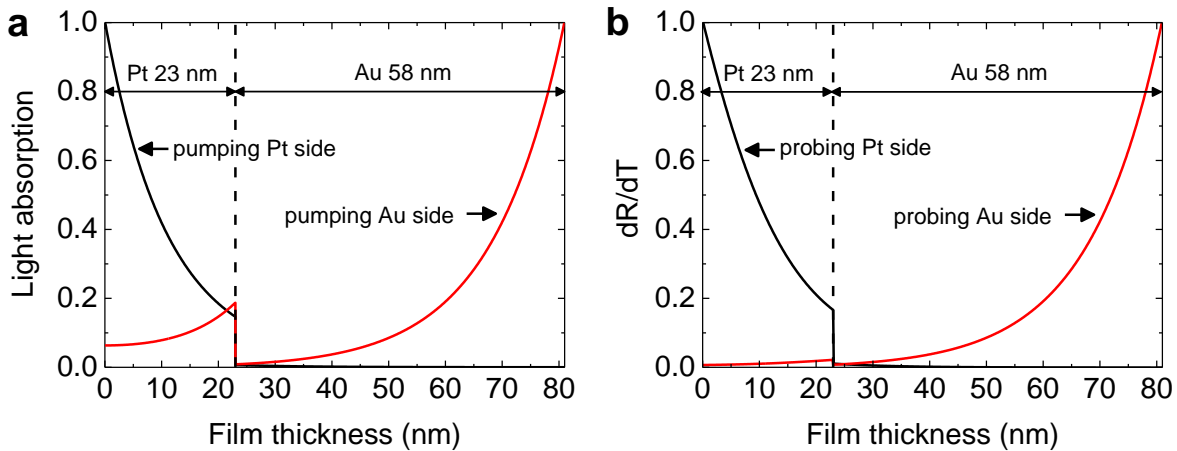 a
1.0
0.8
0.6
0.4
0.2
0.0
Light absorption
Pt 23 nm
Au 58 nm
pumping Pt side
pumping Au side
0 10 20 30 40 50 60 70 80
Film thickness (nm)
b
1.0
0.8
0.6
0.4
0.2
0.0
dR/dT
Pt 23 nm
Au 58 nm
probing Pt side
probing Au side
0 10 20 30 40 50 60 70 80
Film thickness (nm)